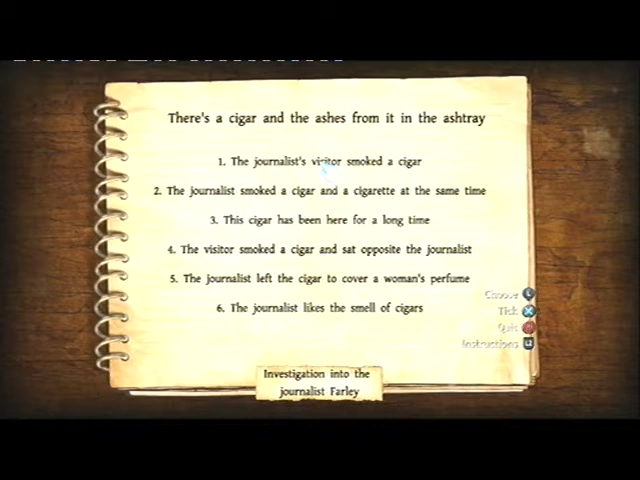 There's a cigar and the ashes from it in the ashtray
1. The journalist's visitor smoked a cigar
2. The journalist smoked a cigar and a cigarette at the same time
3. This cigar has been here for a long time
4. The visitor smoked a cigar and sat opposite the journalist
5. The journalist left the cigar to cover a woman's perfume
6. The journalist likes the smell of cigars
Choose L
Tick
Quit
Instructions
Investigation into the
journalist Farley